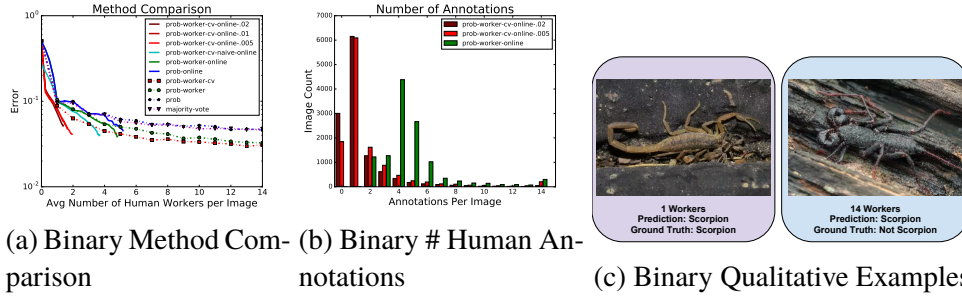 Method Comparison
10^0
10^-1
10^-2
Error
0 2 4 6 8 10 12 14
Avg Number of Human Workers per Image
prob-worker-cv-online-.02
prob-worker-cv-online-.01
prob-worker-cv-online-.005
prob-worker-cv-naive-online
prob-worker-online
prob-online
prob-worker-cv
prob-worker
prob
majority-vote
(a) Binary Method Com-
parison
Number of Annotations
7000
6000
5000
4000
3000
2000
1000
0
Image Count
0 2 4 6 8 10 12 14
Annotations Per Image
prob-worker-cv-online-.02
prob-worker-cv-online-.005
prob-worker-online
(b) Binary # Human An-
notations
1 Workers
Prediction: Scorpion
Ground Truth: Scorpion
14 Workers
Prediction: Scorpion
Ground Truth: Not Scorpion
(c) Binary Qualitative Examples